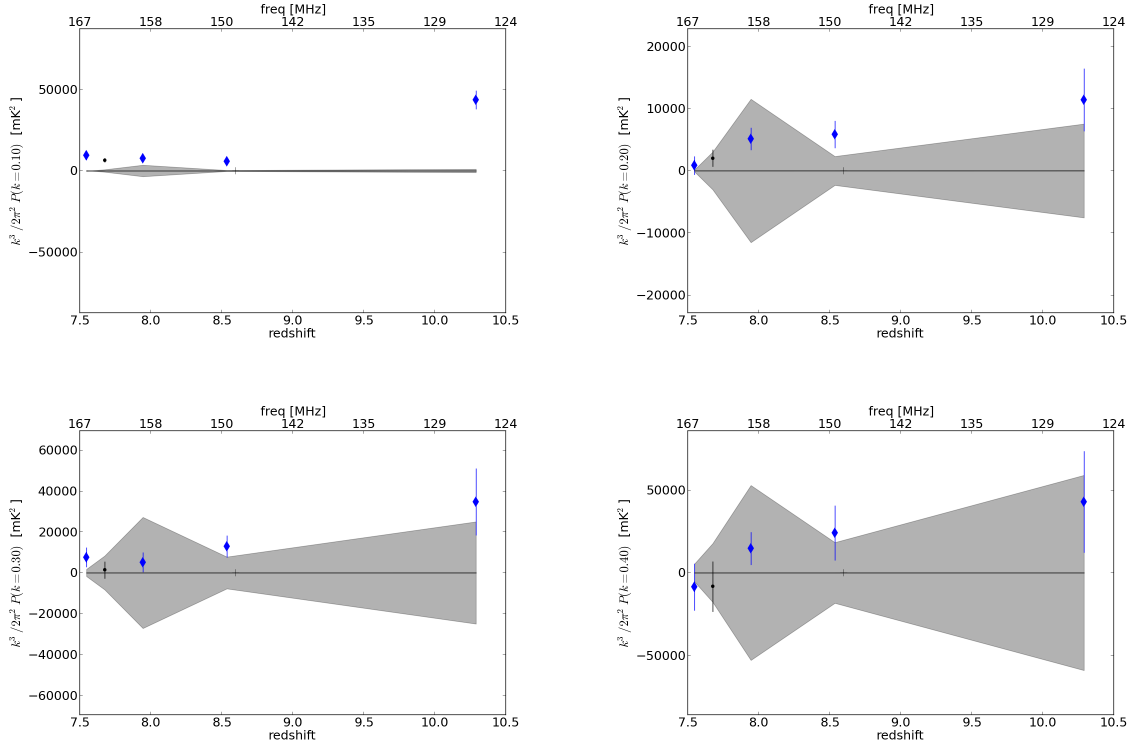 freq [MHz]
167 158 150 142 135 129 124
50000
0
−50000
k³/2π² P(k=0.10) [mK²]
7.5 8.0 8.5 9.0 9.5 10.0 10.5
redshift
freq [MHz]
167 158 150 142 135 129 124
20000
10000
0
−10000
−20000
k³/2π² P(k=0.20) [mK²]
7.5 8.0 8.5 9.0 9.5 10.0 10.5
redshift
freq [MHz]
167 158 150 142 135 129 124
60000
40000
20000
0
−20000
−40000
−60000
k³/2π² P(k=0.30) [mK²]
7.5 8.0 8.5 9.0 9.5 10.0 10.5
redshift
freq [MHz]
167 158 150 142 135 129 124
50000
0
−50000
k³/2π² P(k=0.40) [mK²]
7.5 8.0 8.5 9.0 9.5 10.0 10.5
redshift